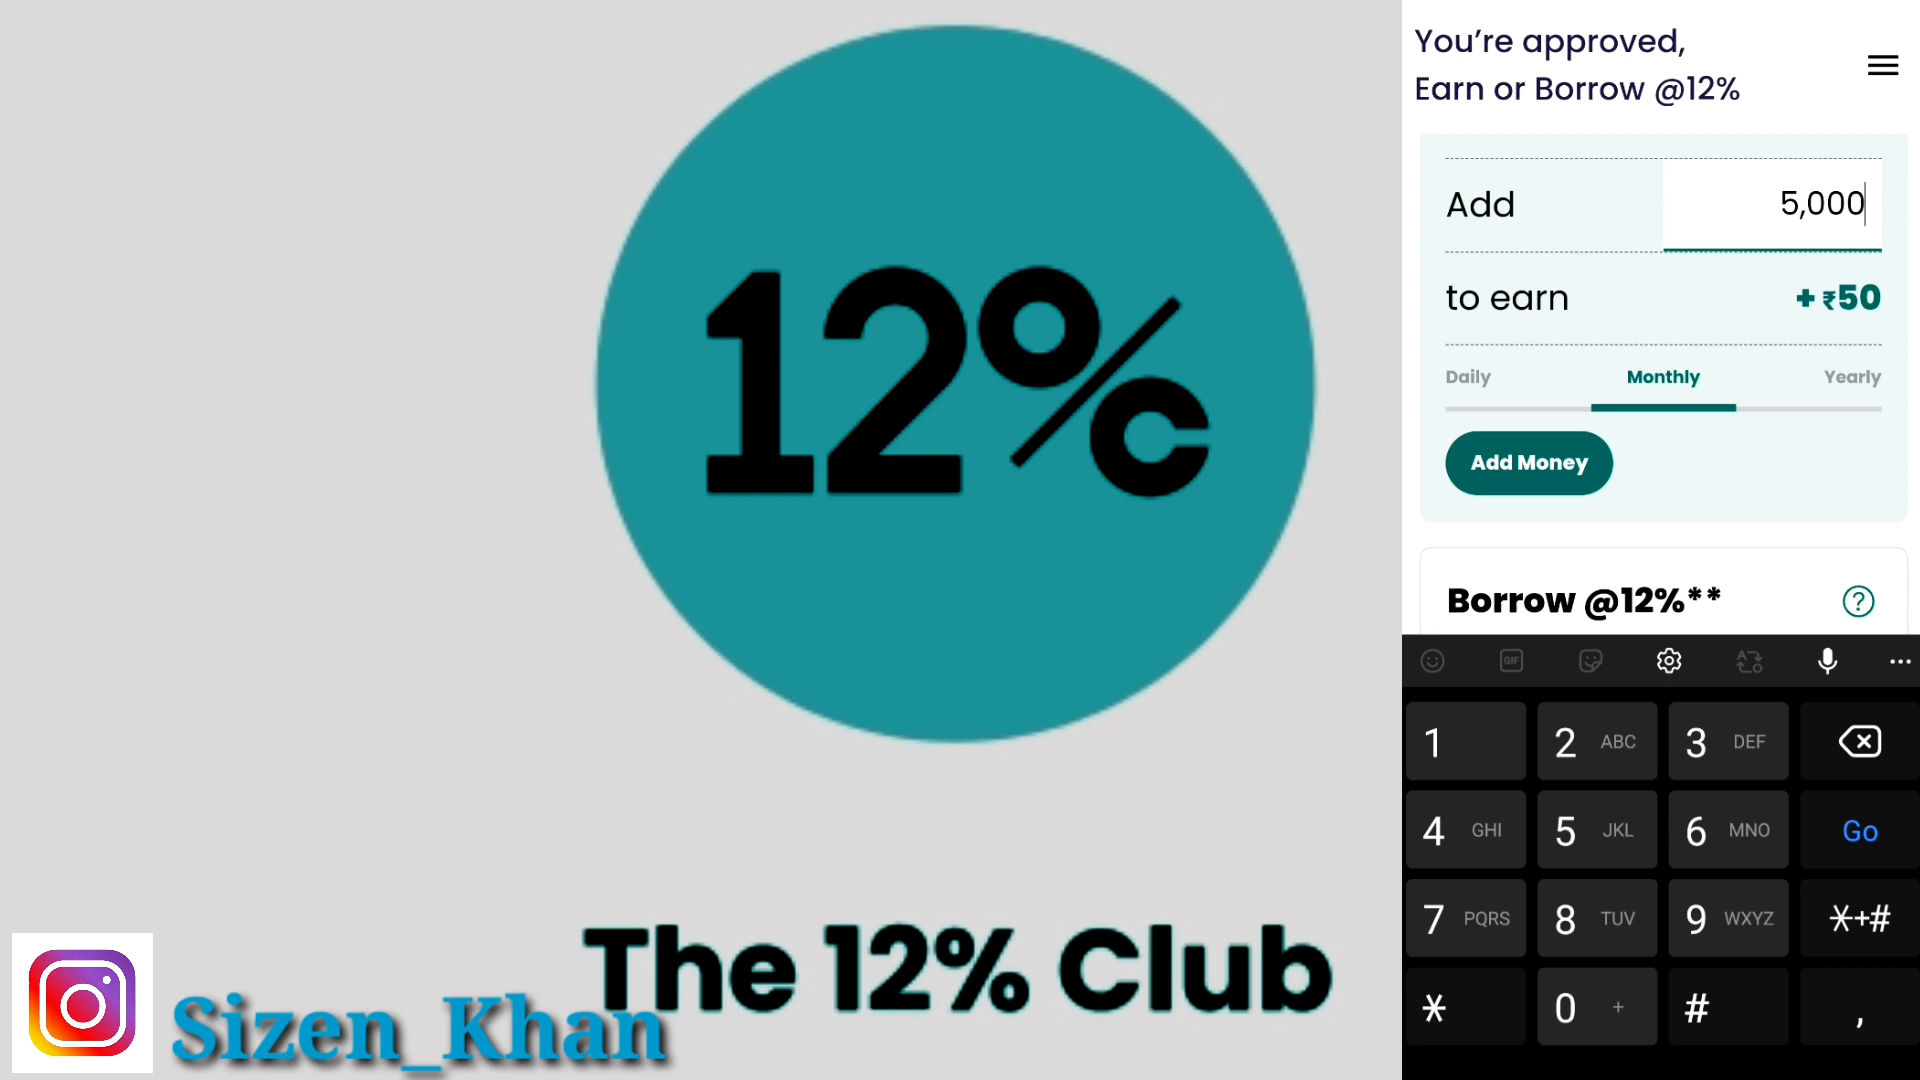 12%
The 12% Club
Sizen_Khan
You're approved,
Earn or Borrow @12%
Add 5,000
to earn + ₹50
Daily Monthly Yearly
Add Money
Borrow @12%** ?
GIF
1 2 ABC 3 DEF
4 GHI 5 JKL 6 MNO Go
7 PQRS 8 TUV 9 WXYZ *+#
* 0 + # ,